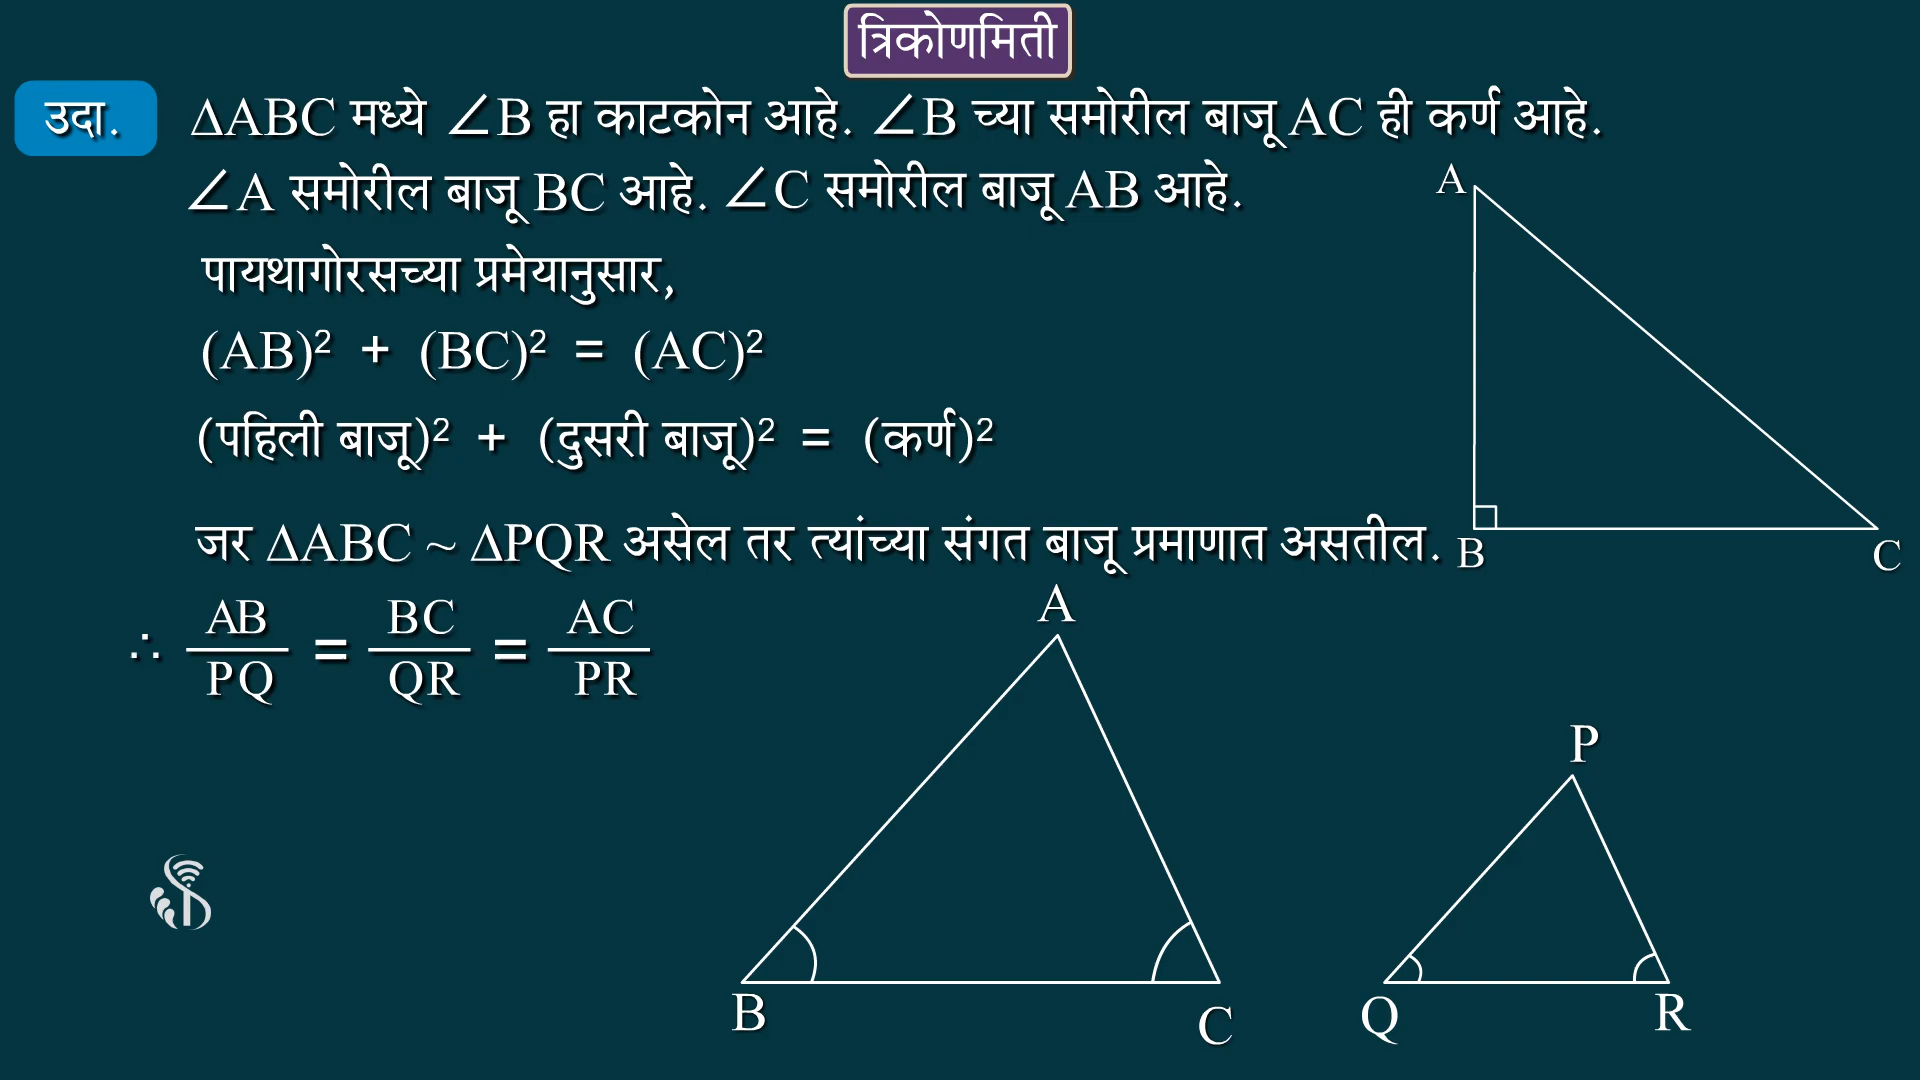 त्रिकोणमिती
उदा. ΔABC मध्ये ∠B हा काटकोन आहे. ∠B च्या समोरील बाजू AC ही कर्ण आहे.
∠A समोरील बाजू BC आहे. ∠C समोरील बाजू AB आहे.
पायथागोरसच्या प्रमेयानुसार,
(AB)² + (BC)² = (AC)²
(पहिली बाजू)² + (दुसरी बाजू)² = (कर्ण)²
A
B
C
जर ΔABC ~ ΔPQR असेल तर त्यांच्या संगत बाजू प्रमाणात असतील.
∴ AB/PQ = BC/QR = AC/PR
A
B
C
P
Q
R